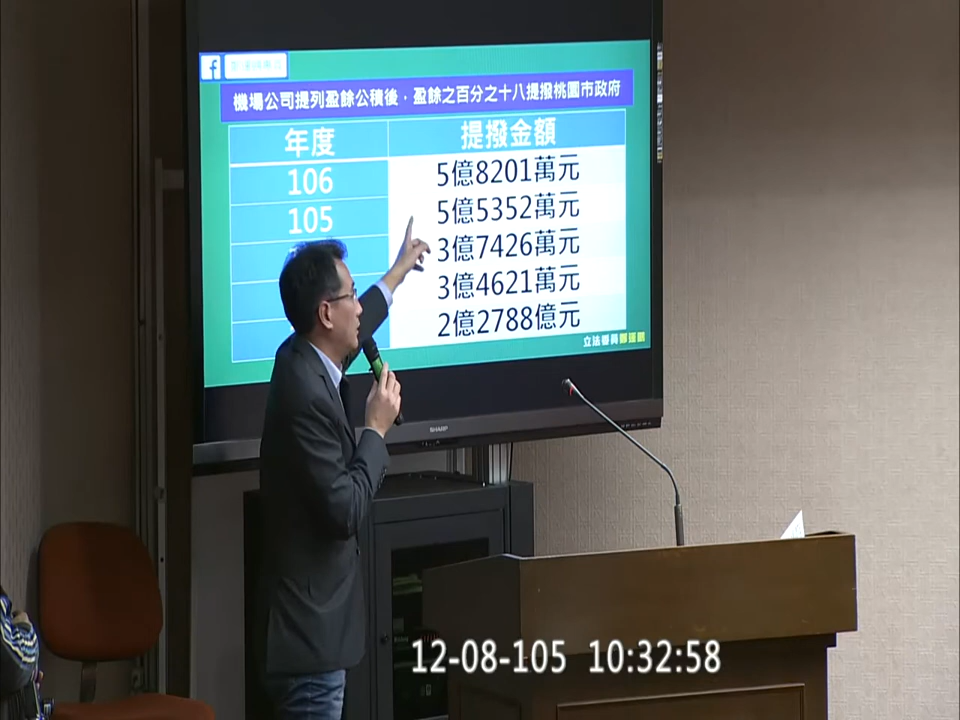 機場公司提列盈餘公積後，盈餘之百分之十八提撥桃園市政府
年度 提撥金額
106 5億8201萬元
105 5億5352萬元
3億7426萬元
3億4621萬元
2億2788億元
立法委員鄭運鵬
SHARP
12-08-105 10:32:58